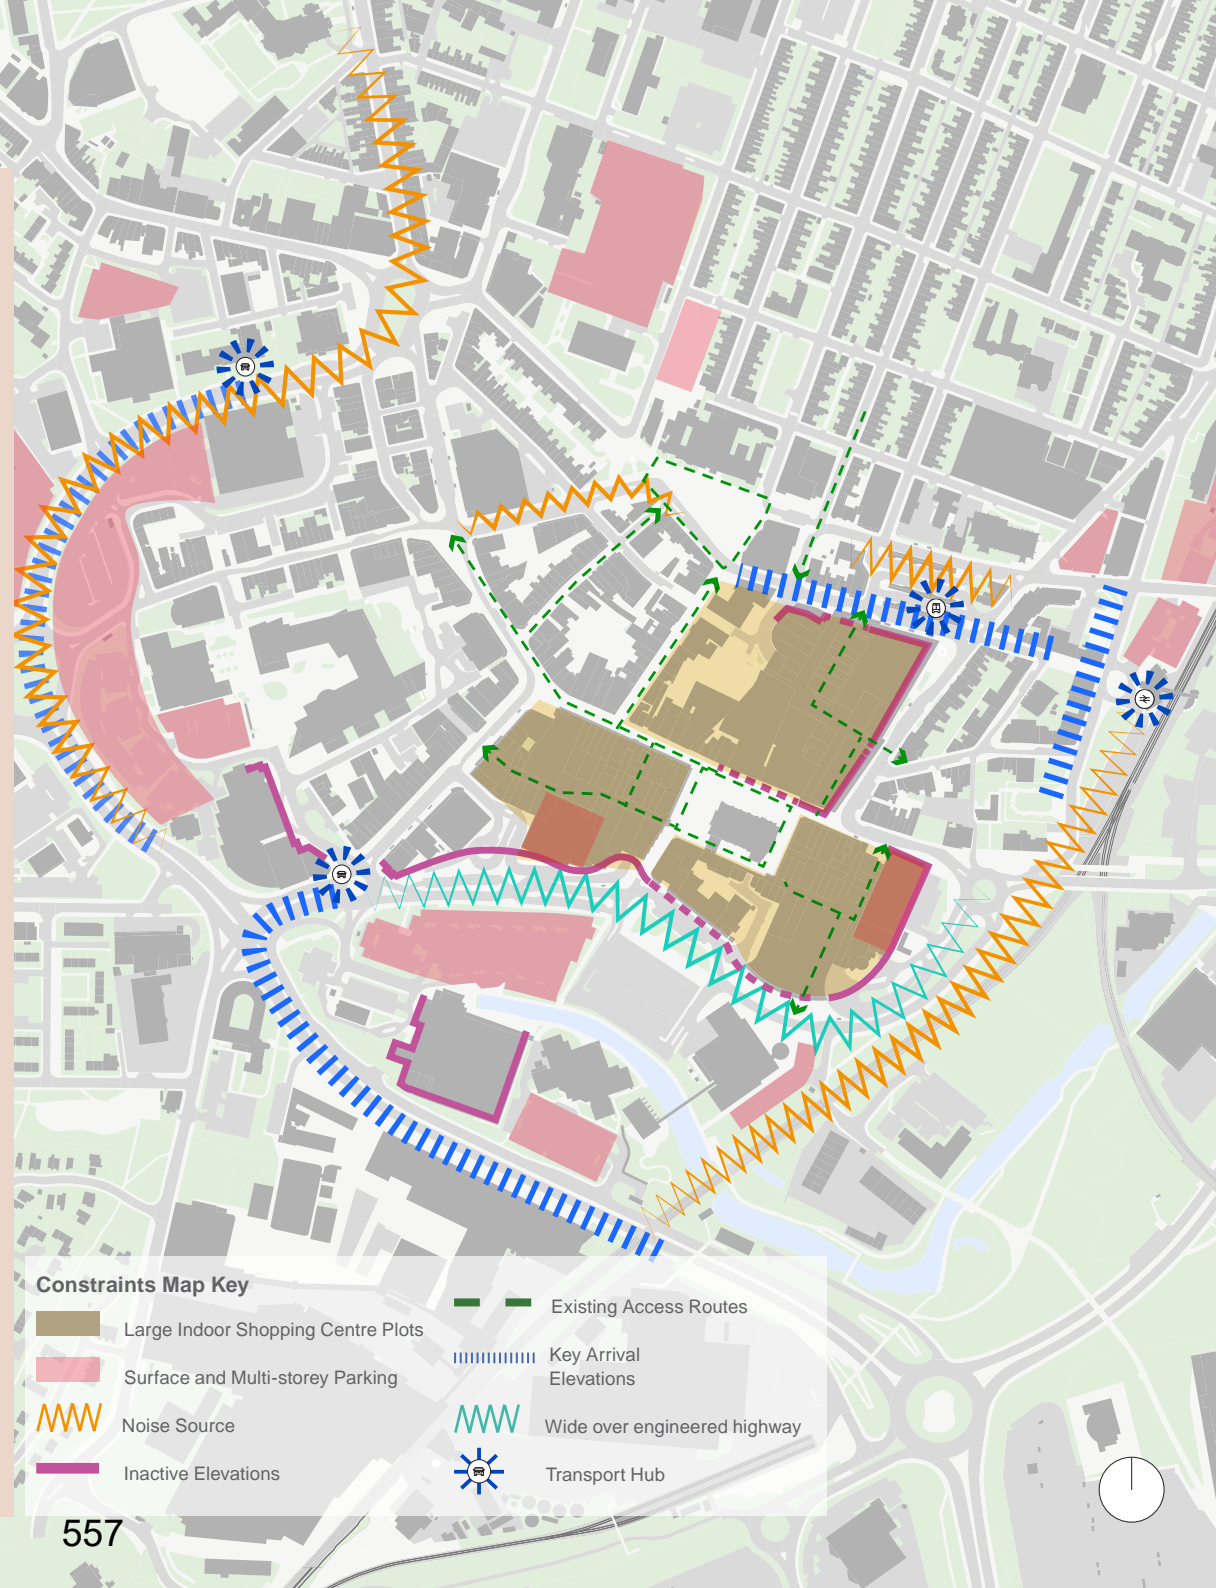 Constraints Map Key
Large Indoor Shopping Centre Plots
Surface and Multi-storey Parking
Noise Source
Inactive Elevations
Existing Access Routes
Key Arrival
Elevations
Wide over engineered highway
Transport Hub
557